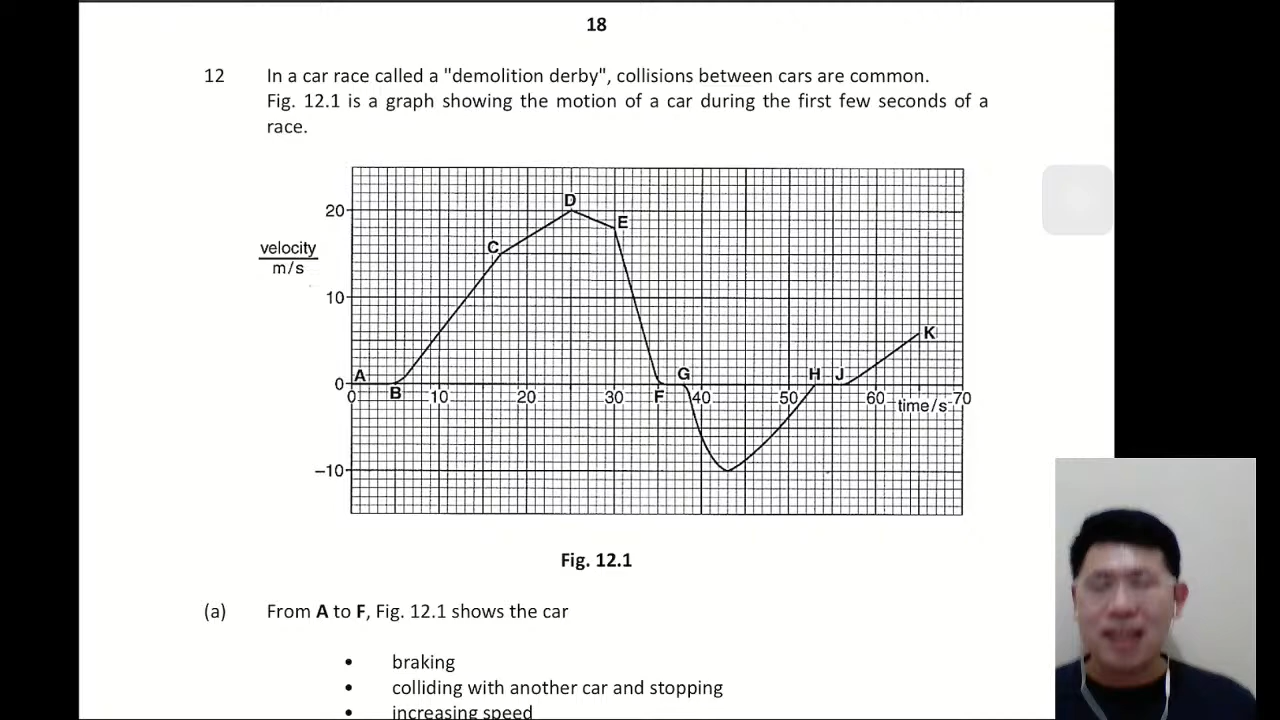 18
12 In a car race called a "demolition derby", collisions between cars are common.
Fig. 12.1 is a graph showing the motion of a car during the first few seconds of a
race.
velocity
m/s
20
10
0
–10
A
B
C
D
E
F
G
H
J
K
0 10 20 30 40 50 60 70
time/s
Fig. 12.1
(a) From A to F, Fig. 12.1 shows the car
• braking
• colliding with another car and stopping
• increasing speed